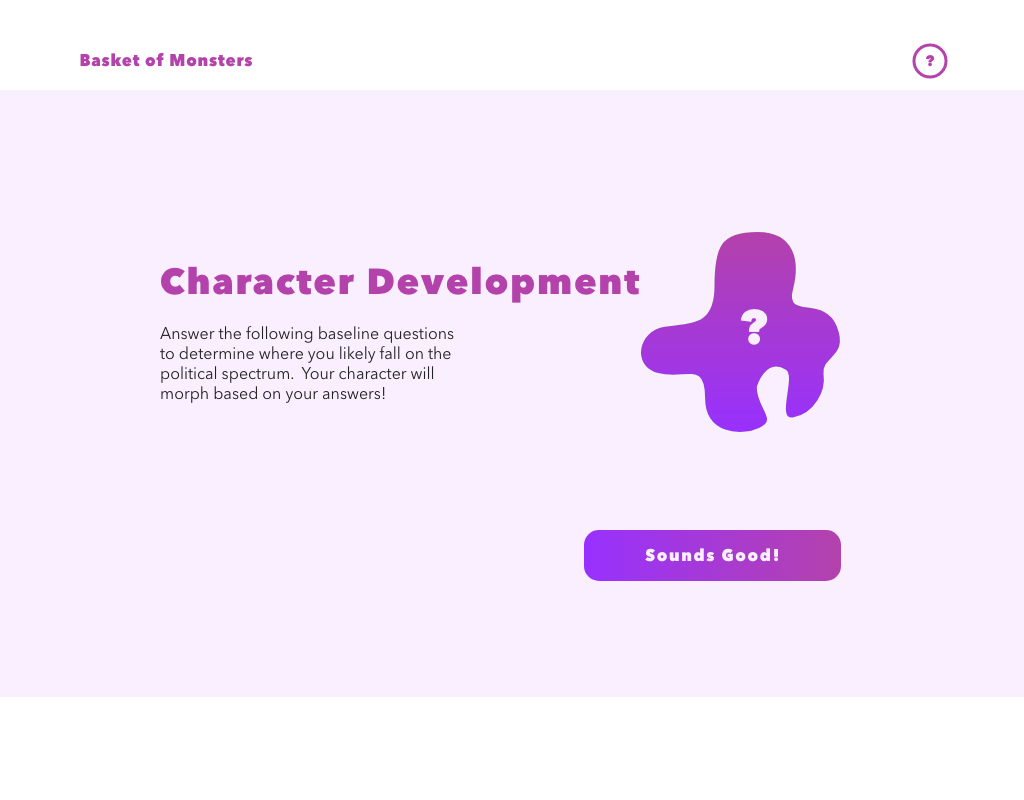 Basket of Monsters
?
Character Development
Answer the following baseline questions
to determine where you likely fall on the
political spectrum.  Your character will
morph based on your answers!
?
Sounds Good!